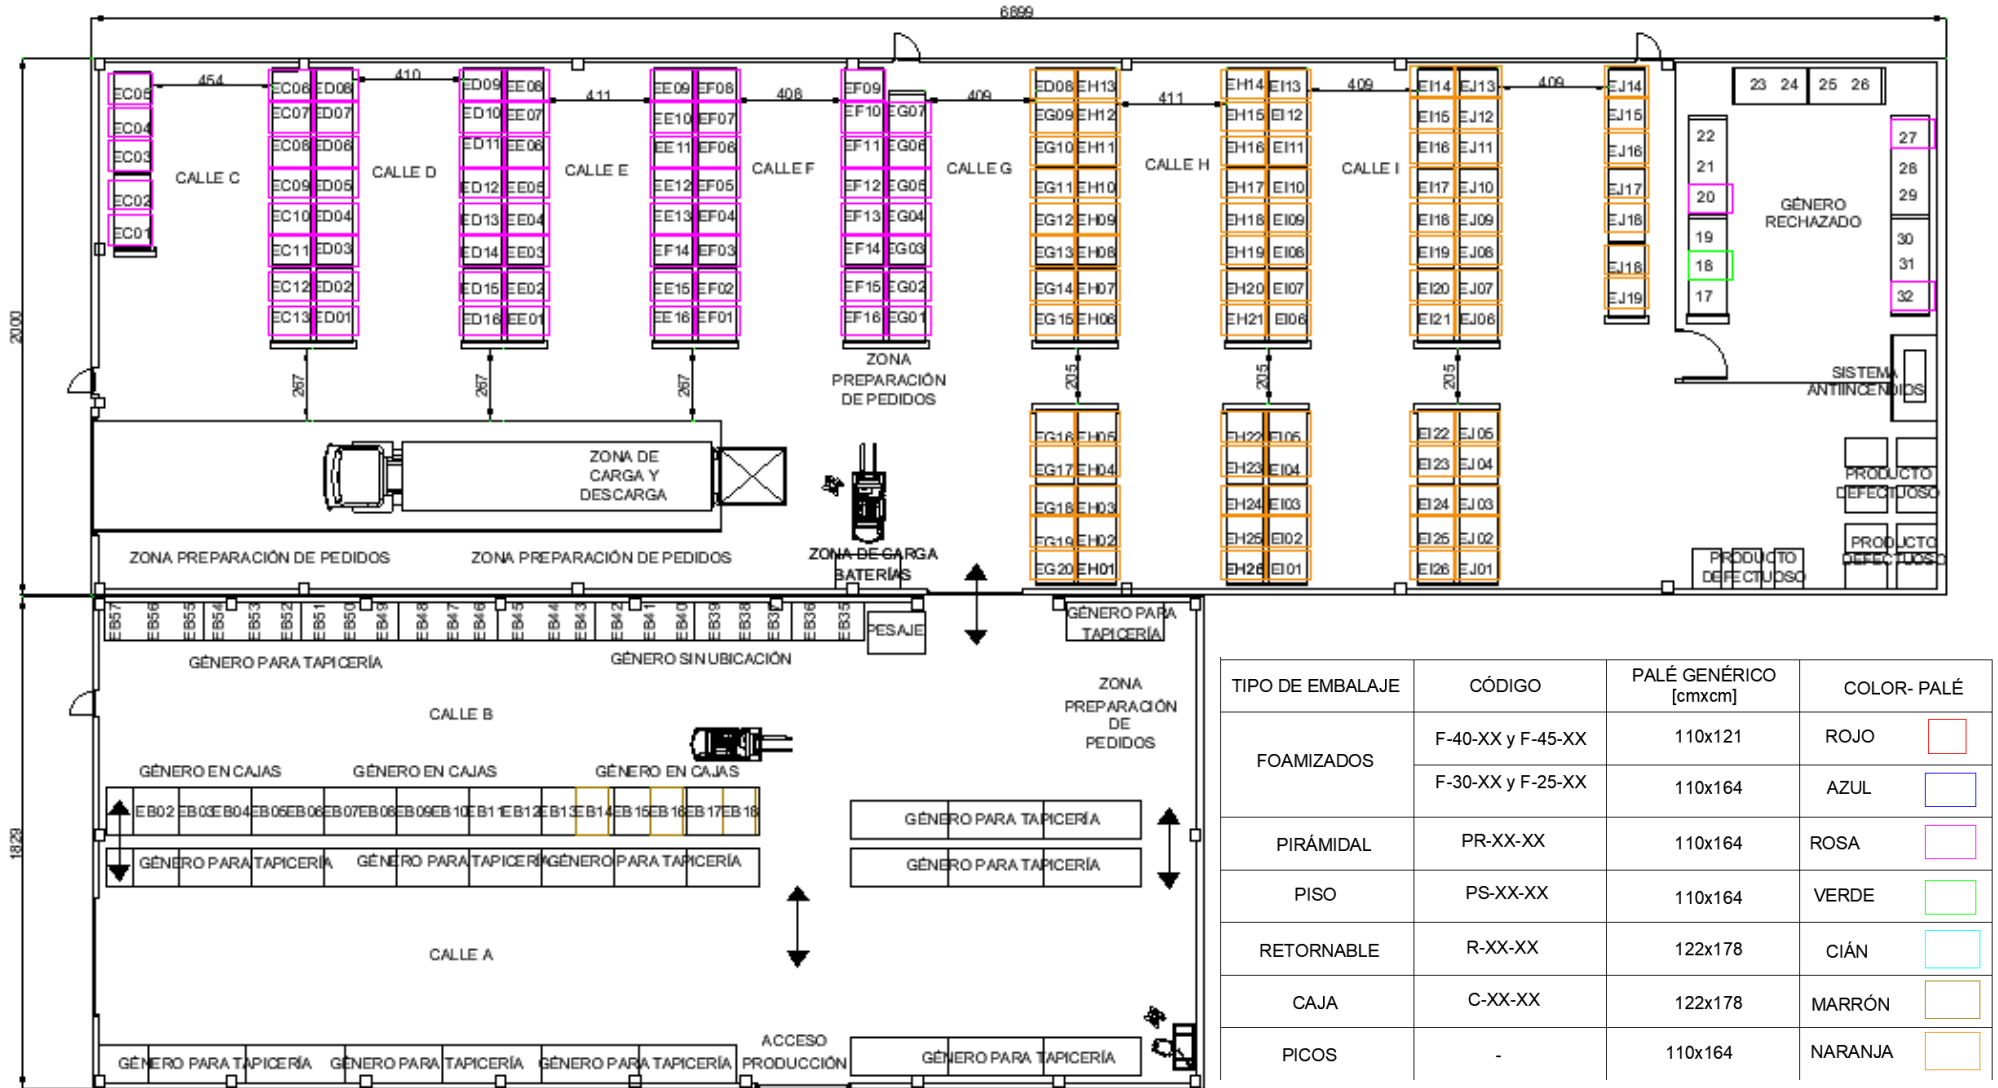 6899
454
410
411
408
409
411
409
409
EC05
EC04
EC03
EC02
EC01
CALLE C
EC06 ED08
EC07 ED07
EC08 ED06
EC09 ED05
EC10 ED04
EC11 ED03
EC12 ED02
EC13 ED01
CALLE D
ED09 EE08
ED10 EE07
ED11 EE06
ED12 EE05
ED13 EE04
ED14 EE03
ED15 EE02
ED16 EE01
CALLE E
EE09 EF08
EE10 EF07
EE11 EF06
EE12 EF05
EE13 EF04
EF14 EF03
EE15 EF02
EE16 EF01
CALLE F
EF09
EF10 EG07
EF11 EG06
EF12 EG05
EF13 EG04
EF14 EG03
EF15 EG02
EF16 EG01
CALLE G
ED08 EH13
EG09 EH12
EG10 EH11
EG11 EH10
EG12 EH09
EG13 EH08
EG14 EH07
EG15 EH06
CALLE H
EH14 EI13
EH15 EI12
EH16 EI11
EH17 EI10
EH18 EI09
EH19 EI08
EH20 EI07
EH21 EI06
CALLE I
EI14 EJ13
EI15 EJ12
EI16 EJ11
EI17 EJ10
EI18 EJ09
EI19 EJ08
EI20 EJ07
EI21 EJ06
EJ14
EJ15
EJ16
EJ17
EJ18
EJ18
EJ19
23 24 25 26
22
21
20
19
18
17
GÉNERO
RECHAZADO
27
28
29
30
31
32
2000
267
267
267
205
205
205
ZONA
PREPARACIÓN
DE PEDIDOS
SISTEMA
ANTIINCENDIOS
EG16 EH05
EG17 EH04
EG18 EH03
EG19 EH02
EG20 EH01
EH22 EI05
EH23 EI04
EH24 EI03
EH25 EI02
EH26 EI01
EI22 EJ05
EI23 EJ04
EI24 EJ03
EI25 EJ02
EI26 EJ01
ZONA DE
CARGA Y
DESCARGA
PRODUCTO
DEFECTUOSO
PRODUCTO
DEFECTUOSO
PRODUCTO
DEFECTUOSO
ZONA PREPARACIÓN DE PEDIDOS
ZONA PREPARACIÓN DE PEDIDOS
ZONA DE CARGA
BATERÍAS
EB57 EB56 EB55 EB54 EB53 EB52 EB51 EB50 EB49 EB48 EB47 EB46 EB45 EB44 EB43 EB42 EB41 EB40 EB39 EB38 EB37 EB36 EB35
PESAJE
GÉNERO PARA
TAPICERÍA
GÉNERO PARA TAPICERÍA
GÉNERO SIN UBICACIÓN
CALLE B
ZONA
PREPARACIÓN
DE
PEDIDOS
GÉNERO EN CAJAS GÉNERO EN CAJAS GÉNERO EN CAJAS
EB02 EB03 EB04 EB05 EB06 EB07 EB08 EB09 EB10 EB11 EB12 EB13 EB14 EB15 EB16 EB17 EB18
GÉNERO PARA TAPICERÍA
1829
GÉNERO PARA TAPICERÍA GÉNERO PARA TAPICERÍA GÉNERO PARA TAPICERÍA
GÉNERO PARA TAPICERÍA
CALLE A
ACCESO
PRODUCCIÓN
GÉNERO PARA TAPICERÍA GÉNERO PARA TAPICERÍA GÉNERO PARA TAPICERÍA
GÉNERO PARA TAPICERÍA
TIPO DE EMBALAJE CÓDIGO PALÉ GENÉRICO [cmxcm] COLOR- PALÉ
FOAMIZADOS F-40-XX y F-45-XX 110x121 ROJO
F-30-XX y F-25-XX 110x164 AZUL
PIRÁMIDAL PR-XX-XX 110x164 ROSA
PISO PS-XX-XX 110x164 VERDE
RETORNABLE R-XX-XX 122x178 CIÁN
CAJA C-XX-XX 122x178 MARRÓN
PICOS - 110x164 NARANJA